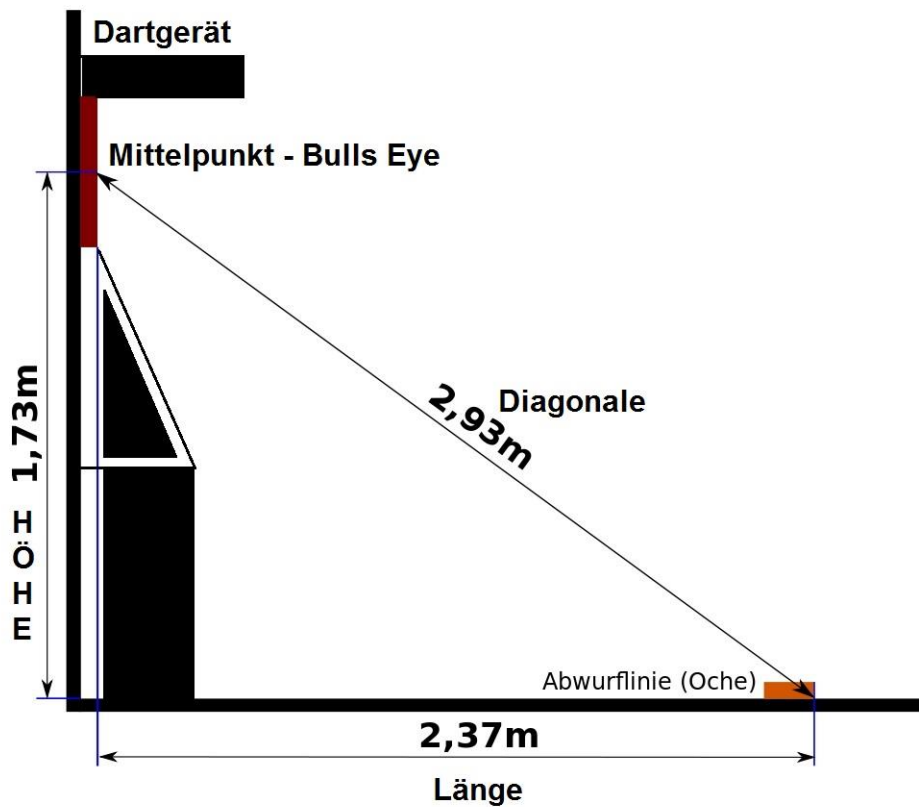 Dartgerät
Mittelpunkt - Bulls Eye
HÖHE 1,73m
Diagonale
2,93m
Abwurflinie (Oche)
2,37m
Länge